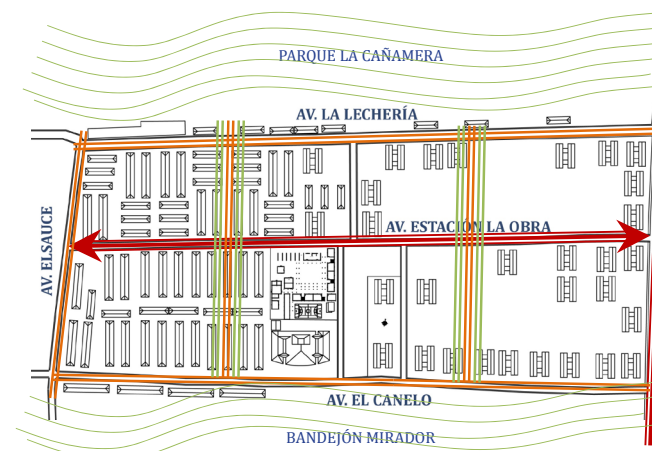 PARQUE LA CAÑAMERA
AV. LA LECHERÍA
AV. ELSAUCE
AV. ESTACIÓN LA OBRA
AV. EL CANELO
BANDEJÓN MIRADOR